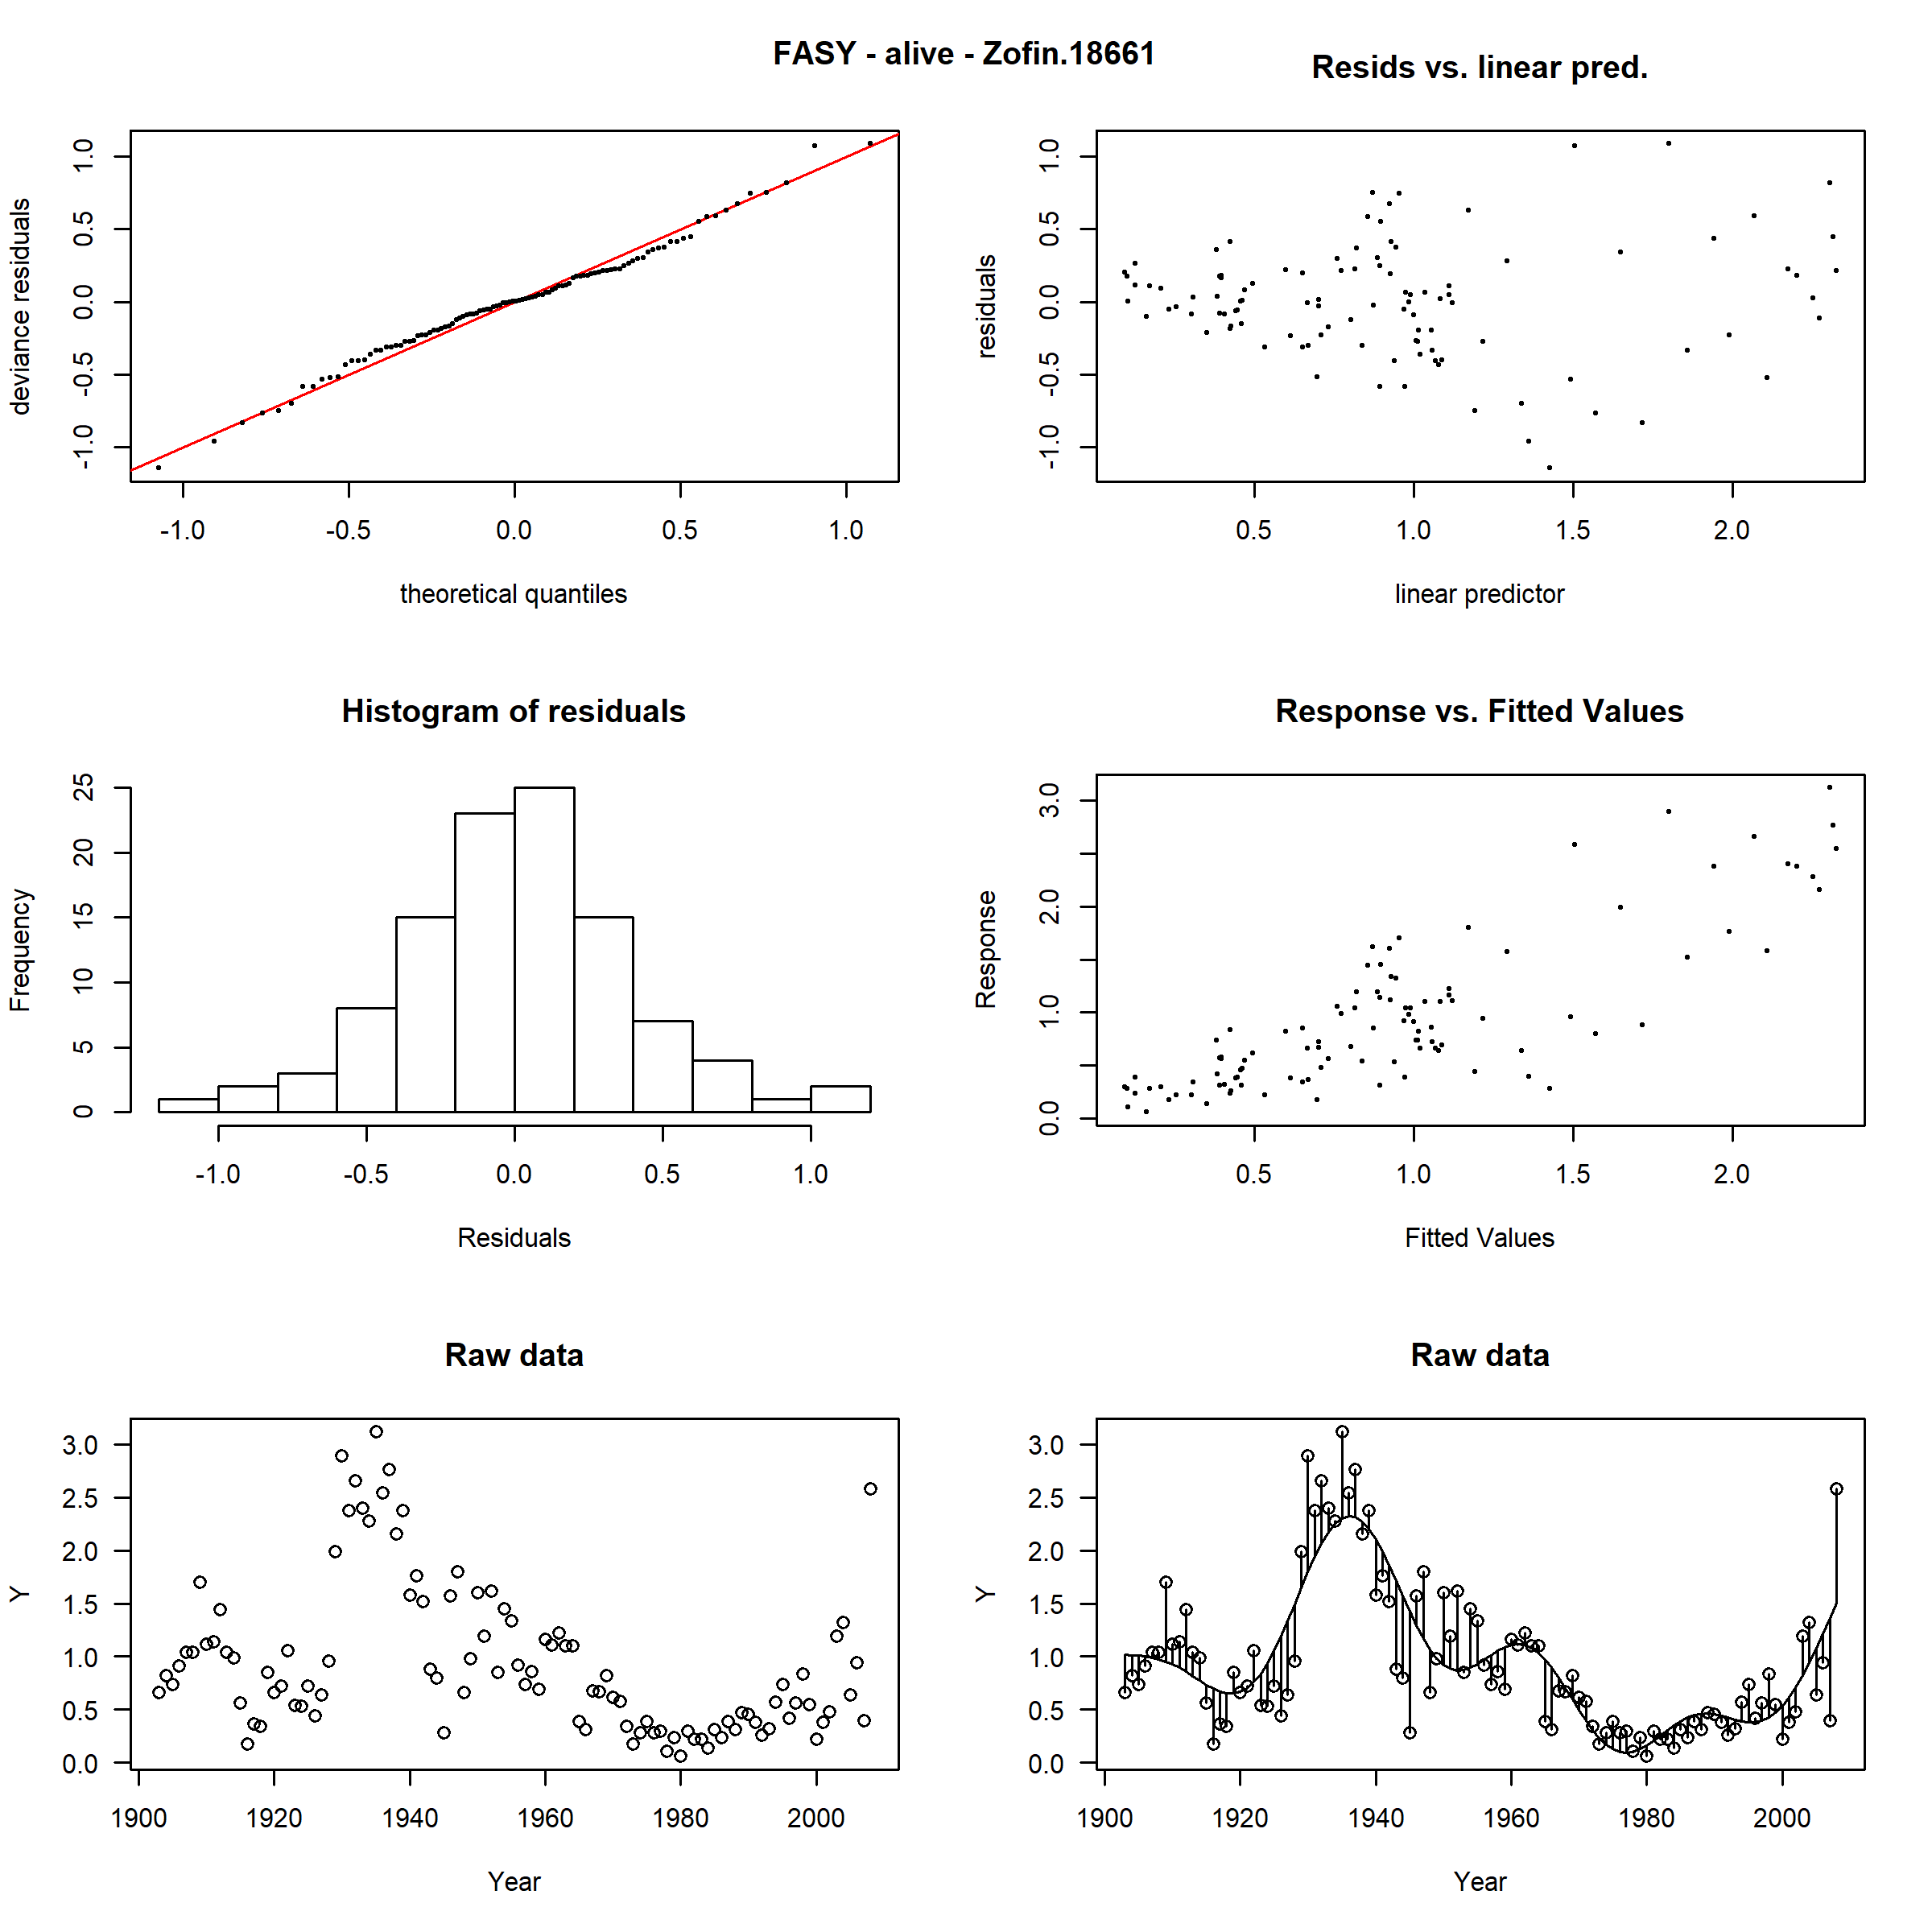 FASY - alive - Zofin.18661
Resids vs. linear pred.
deviance residuals
1.0
0.5
0.0
-0.5
-1.0
-1.0 -0.5 0.0 0.5 1.0
theoretical quantiles
residuals
1.0
0.5
0.0
-0.5
-1.0
0.5 1.0 1.5 2.0
linear predictor
Histogram of residuals
Frequency
25
20
15
10
5
0
-1.0 -0.5 0.0 0.5 1.0
Residuals
Response vs. Fitted Values
Response
3.0
2.0
1.0
0.0
0.5 1.0 1.5 2.0
Fitted Values
Raw data
Y
3.0
2.5
2.0
1.5
1.0
0.5
0.0
1900 1920 1940 1960 1980 2000
Year
Raw data
Y
3.0
2.5
2.0
1.5
1.0
0.5
0.0
1900 1920 1940 1960 1980 2000
Year